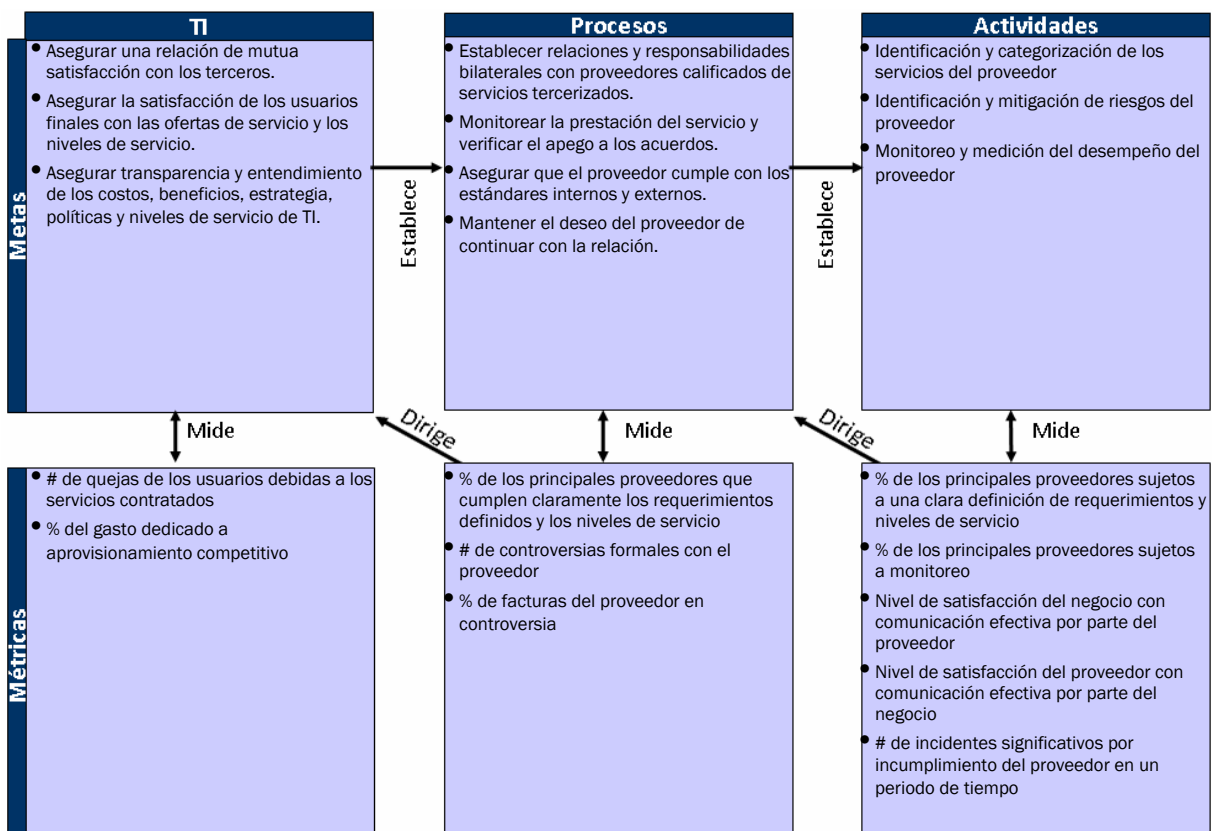 TI
Procesos
Actividades
Metas
• Asegurar una relación de mutua
satisfacción con los terceros.
• Asegurar la satisfacción de los usuarios
finales con las ofertas de servicio y los
niveles de servicio.
• Asegurar transparencia y entendimiento
de los costos, beneficios, estrategia,
políticas y niveles de servicio de TI.
Establece
• Establecer relaciones y responsabilidades
bilaterales con proveedores calificados de
servicios tercerizados.
• Monitorear la prestación del servicio y
verificar el apego a los acuerdos.
• Asegurar que el proveedor cumple con los
estándares internos y externos.
• Mantener el deseo del proveedor de
continuar con la relación.
Establece
• Identificación y categorización de los
servicios del proveedor
• Identificación y mitigación de riesgos del
proveedor
• Monitoreo y medición del desempeño del
proveedor
Mide
Dirige
Mide
Dirige
Mide
Métricas
• # de quejas de los usuarios debidas a los
servicios contratados
• % del gasto dedicado a
aprovisionamiento competitivo
• % de los principales proveedores que
cumplen claramente los requerimientos
definidos y los niveles de servicio
• # de controversias formales con el
proveedor
• % de facturas del proveedor en
controversia
• % de los principales proveedores sujetos
a una clara definición de requerimientos y
niveles de servicio
• % de los principales proveedores sujetos
a monitoreo
• Nivel de satisfacción del negocio con
comunicación efectiva por parte del
proveedor
• Nivel de satisfacción del proveedor con
comunicación efectiva por parte del
negocio
• # de incidentes significativos por
incumplimiento del proveedor en un
periodo de tiempo